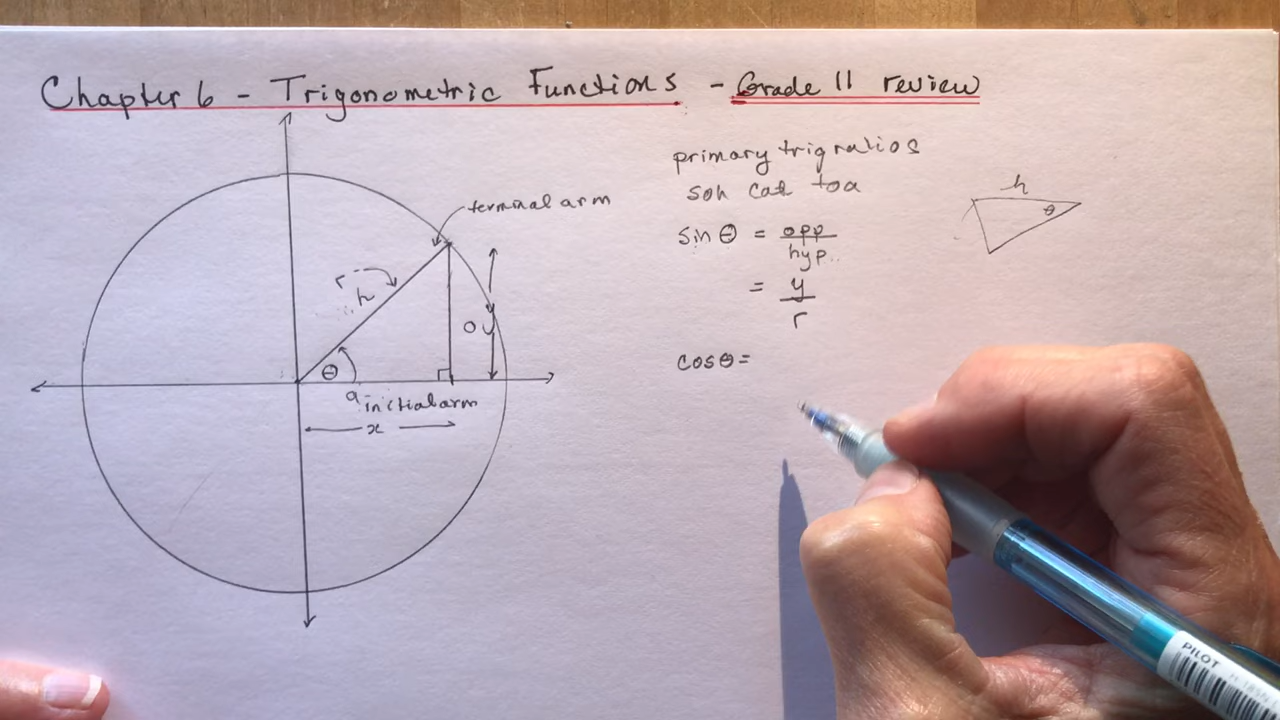 Chapter 6 - Trigonometric Functions - Grade 11 review
primary trig ratios
soh cah toa
sin θ = opp
hyp.
= y
r
cosθ=
h
θ
terminal arm
r
h
θ
o y
a
initial arm
x
PILOT